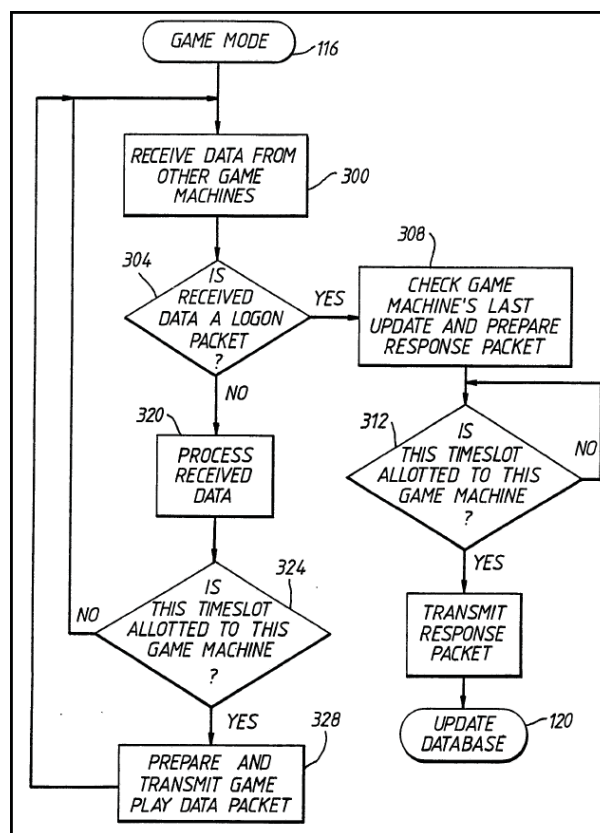 GAME MODE
116
RECEIVE DATA FROM
OTHER GAME
MACHINES
300
304
IS
RECEIVED
DATA A LOGON
PACKET
?
YES
NO
308
CHECK GAME
MACHINE'S LAST
UPDATE AND PREPARE
RESPONSE PACKET
312
IS
THIS TIMESLOT
ALLOTTED TO THIS
GAME MACHINE
?
NO
YES
TRANSMIT
RESPONSE
PACKET
UPDATE
DATABASE
120
320
PROCESS
RECEIVED
DATA
324
IS
THIS TIMESLOT
ALLOTTED TO THIS
GAME MACHINE
?
NO
YES
328
PREPARE AND
TRANSMIT GAME
PLAY DATA PACKET